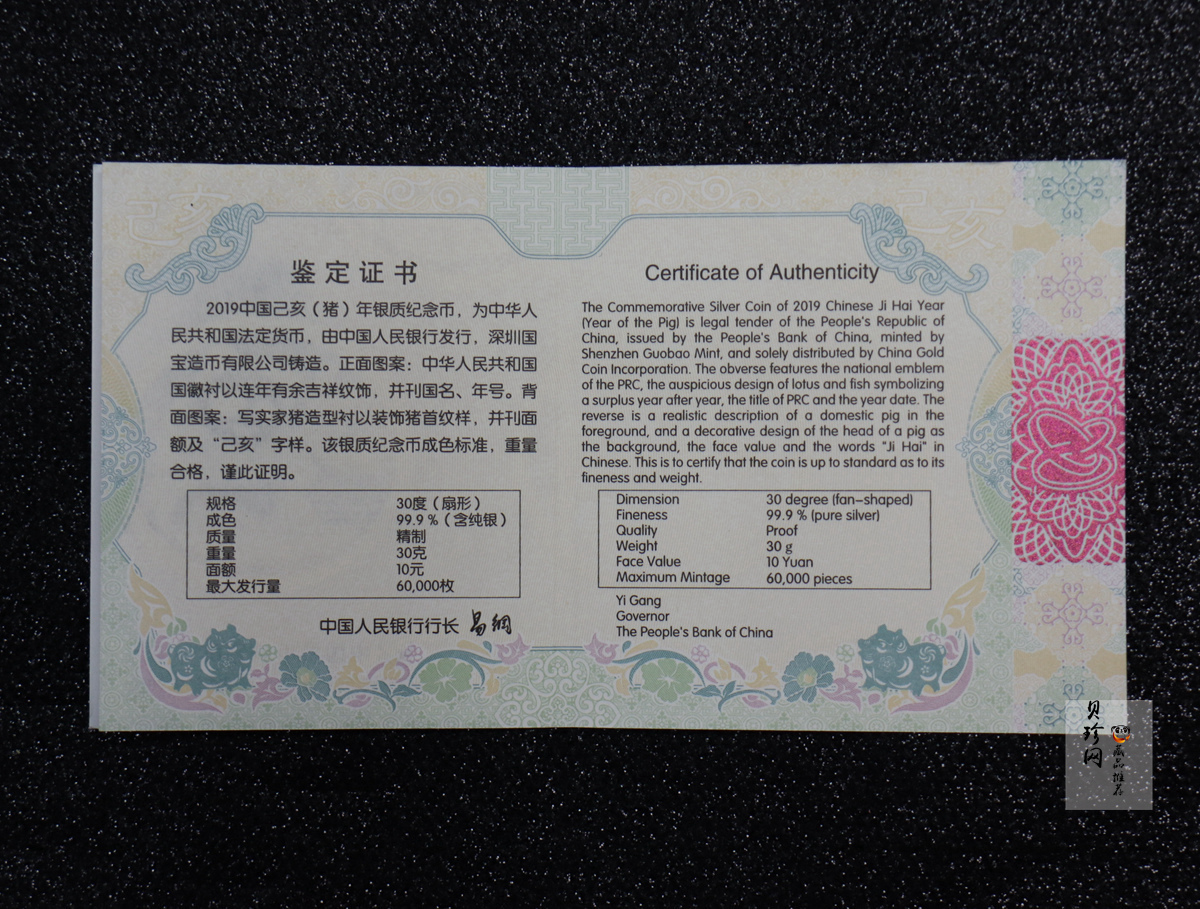 鉴定证书
2019中国己亥（猪）年银质纪念币，为中华人
民共和国法定货币，由中国人民银行发行，深圳国
宝造币有限公司铸造。正面图案：中华人民共和国
国徽衬以连年有余吉祥纹饰，并刊国名、年号。背
面图案：写实家猪造型衬以装饰猪首纹样，并刊面
额及“己亥”字样。该银质纪念币成色标准，重量
合格，谨此证明。
规格 30度（扇形）
成色 99.9％（含纯银）
质量 精制
重量 30克
面额 10元
最大发行量 60,000枚
中国人民银行行长 易纲
Certificate of Authenticity
The Commemorative Silver Coin of 2019 Chinese Ji Hai Year
(Year of the Pig) is legal tender of the People's Republic of
China, issued by the People's Bank of China, minted by
Shenzhen Guobao Mint, and solely distributed by China Gold
Coin Incorporation. The obverse features the national emblem
of the PRC, the auspicious design of lotus and fish symbolizing
a surplus year after year, the title of PRC and the year date. The
reverse is a realistic description of a domestic pig in the
foreground, and a decorative design of the head of a pig as
the background, the face value and the words "Ji Hai" in
Chinese. This is to certify that the coin is up to standard as to its
fineness and weight.
Dimension 30 degree (fan-shaped)
Fineness 99.9 % (pure silver)
Quality Proof
Weight 30 g
Face Value 10 Yuan
Maximum Mintage 60,000 pieces
Yi Gang
Governor
The People's Bank of China
己亥
己亥
贝珍网
藏品推荐